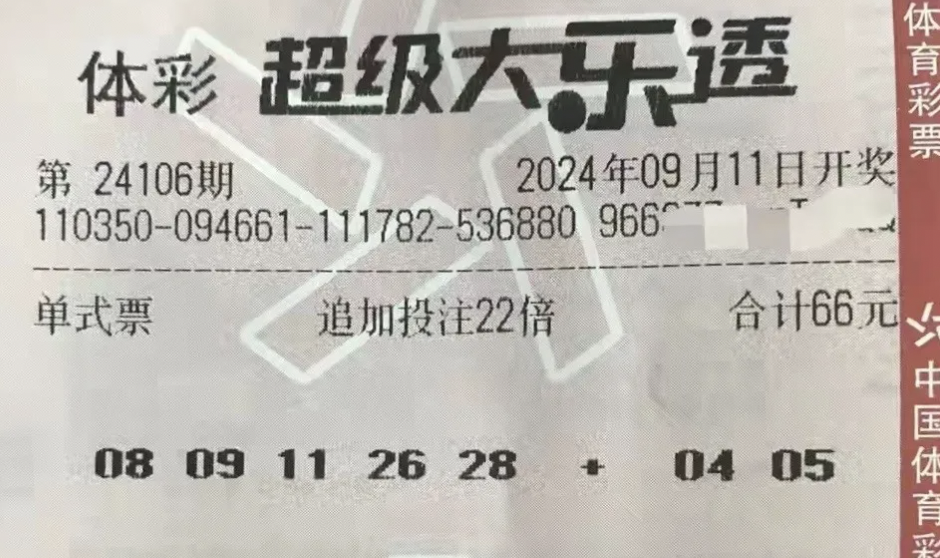 体彩 超级大乐透
第 24106期 2024年09月11日开奖
110350-094661-111782-536880 966
单式票 追加投注22倍 合计66元
08 09 11 26 28 + 04 05
体育彩票
中国体育彩